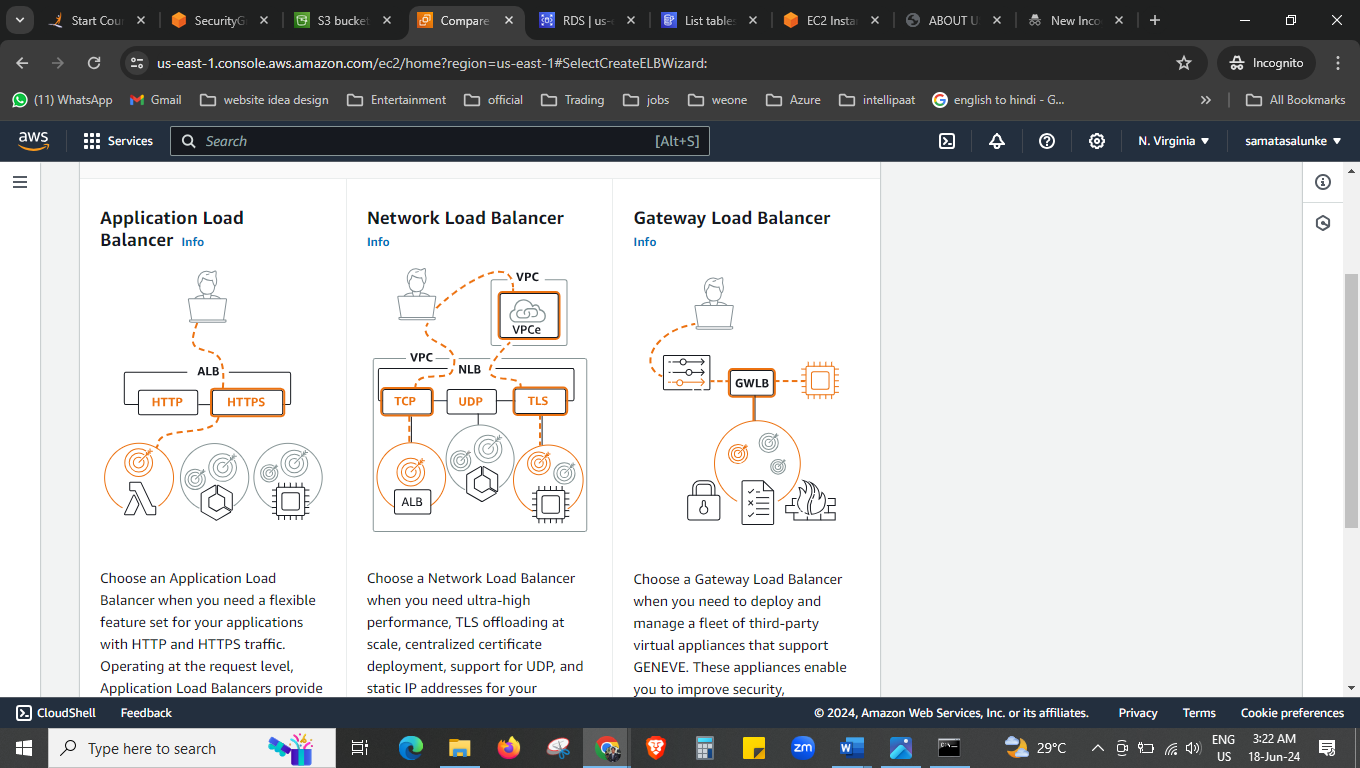 Start Cour
SecurityG
S3 bucket
Compare
RDS | us-e
List tables
EC2 Insta
ABOUT U
New Inco
us-east-1.console.aws.amazon.com/ec2/home?region=us-east-1#SelectCreateELBWizard:
Incognito
(11) WhatsApp
Gmail
website idea design
Entertainment
official
Trading
jobs
weone
Azure
intellipaat
english to hindi - G...
All Bookmarks
aws
Services
Search
[Alt+S]
N. Virginia
samatasalunke
Application Load
Balancer Info
ALB
HTTP
HTTPS
Choose an Application Load
Balancer when you need a flexible
feature set for your applications
with HTTP and HTTPS traffic.
Operating at the request level,
Application Load Balancers provide
Network Load Balancer
Info
VPC
VPCe
VPC
NLB
TCP
UDP
TLS
ALB
Choose a Network Load Balancer
when you need ultra-high
performance, TLS offloading at
scale, centralized certificate
deployment, support for UDP, and
static IP addresses for your
Gateway Load Balancer
Info
GWLB
Choose a Gateway Load Balancer
when you need to deploy and
manage a fleet of third-party
virtual appliances that support
GENEVE. These appliances enable
you to improve security,
CloudShell
Feedback
© 2024, Amazon Web Services, Inc. or its affiliates.
Privacy
Terms
Cookie preferences
Type here to search
zm
29°C
ENG
US
3:22 AM
18-Jun-24